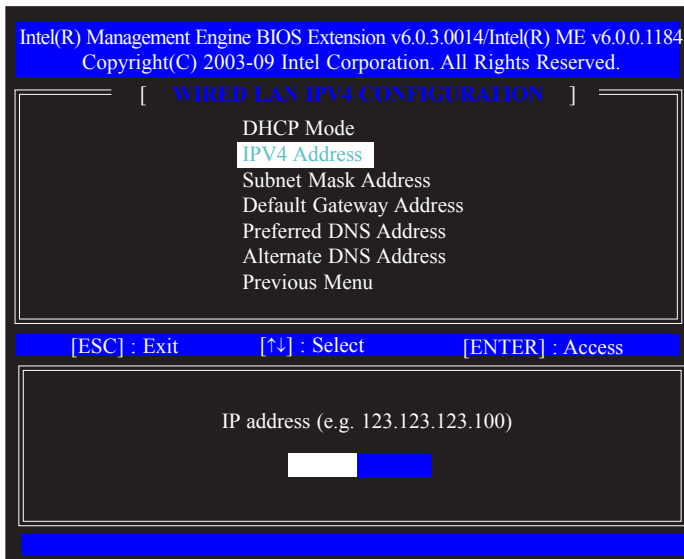 Intel(R) Management Engine BIOS Extension v6.0.3.0014/Intel(R) ME v6.0.0.1184
Copyright(C) 2003-09 Intel Corporation. All Rights Reserved.
[ WIRED LAN IPV4 CONFIGURATION ]
DHCP Mode
IPV4 Address
Subnet Mask Address
Default Gateway Address
Preferred DNS Address
Alternate DNS Address
Previous Menu
[ESC] : Exit [↑↓] : Select [ENTER] : Access
IP address (e.g. 123.123.123.100)